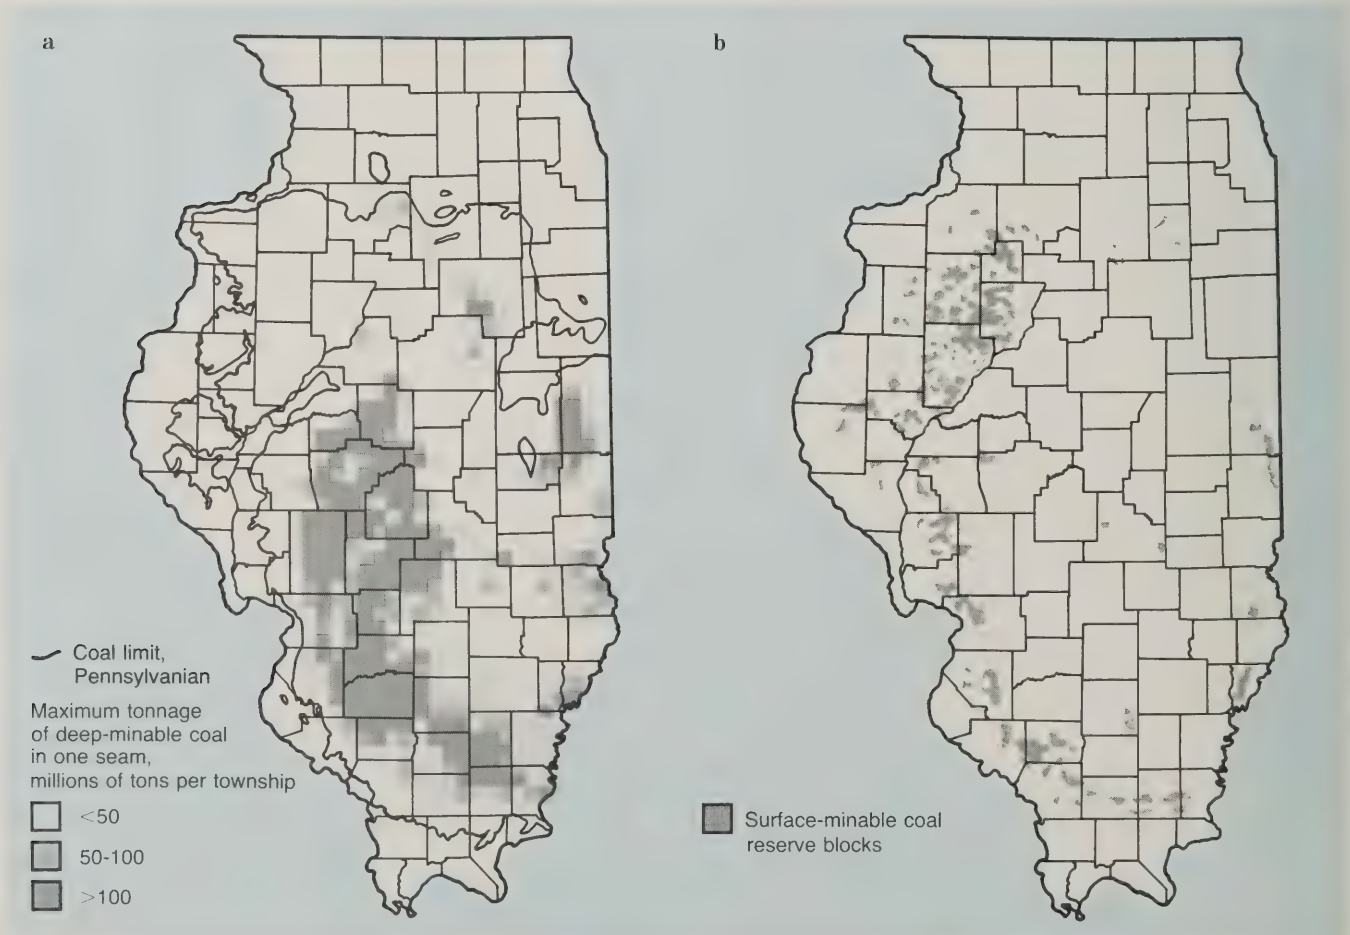 a
b
Coal limit,
Pennsylvanian
Maximum tonnage
of deep-minable coal
in one seam,
millions of tons per township
<50
50-100
>100
Surface-minable coal
reserve blocks